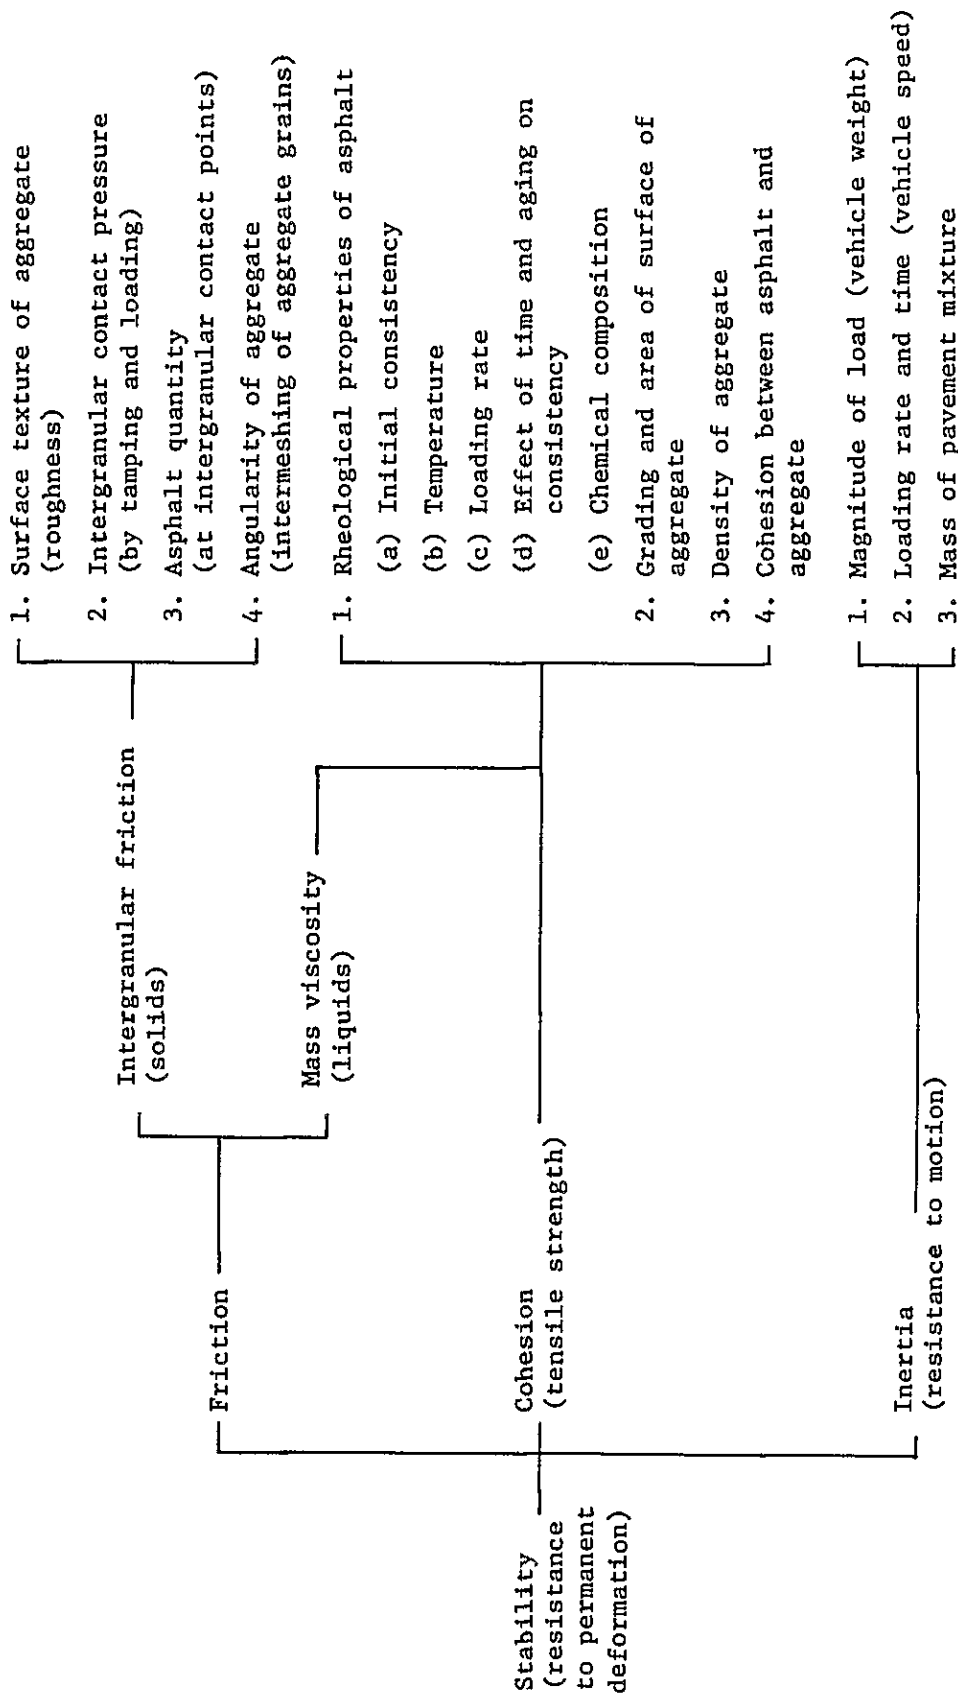 Stability
(resistance
to permanent
deformation)
Friction
Cohesion
(tensile strength)
Inertia
(resistance to motion)
Intergranular friction
(solids)
Mass viscosity
(liquids)
1. Surface texture of aggregate
(roughness)
2. Intergranular contact pressure
(by tamping and loading)
3. Asphalt quantity
(at intergranular contact points)
4. Angularity of aggregate
(intermeshing of aggregate grains)
1. Rheological properties of asphalt
(a) Initial consistency
(b) Temperature
(c) Loading rate
(d) Effect of time and aging on
consistency
(e) Chemical composition
2. Grading and area of surface of
aggregate
3. Density of aggregate
4. Cohesion between asphalt and
aggregate
1. Magnitude of load (vehicle weight)
2. Loading rate and time (vehicle speed)
3. Mass of pavement mixture